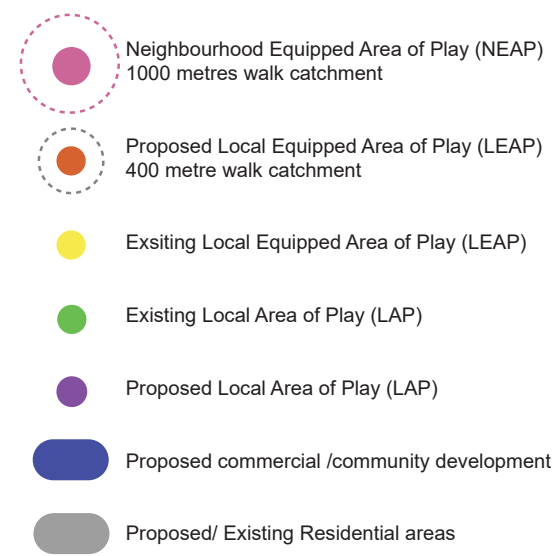 Neighbourhood Equipped Area of Play (NEAP)
1000 metres walk catchment
Proposed Local Equipped Area of Play (LEAP)
400 metre walk catchment
Exsiting Local Equipped Area of Play (LEAP)
Existing Local Area of Play (LAP)
Proposed Local Area of Play (LAP)
Proposed commercial /community development
Proposed/ Existing Residential areas